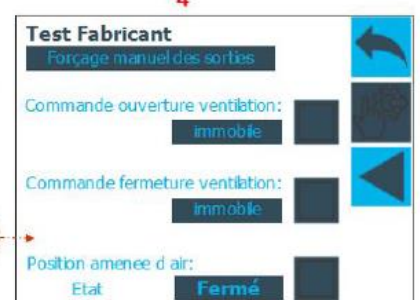 4
Test Fabricant
Forçage manuel des sorties
Commande ouverture ventilation:
immobile
Commande fermeture ventilation:
immobile
Position amenee d air:
Etat Fermé